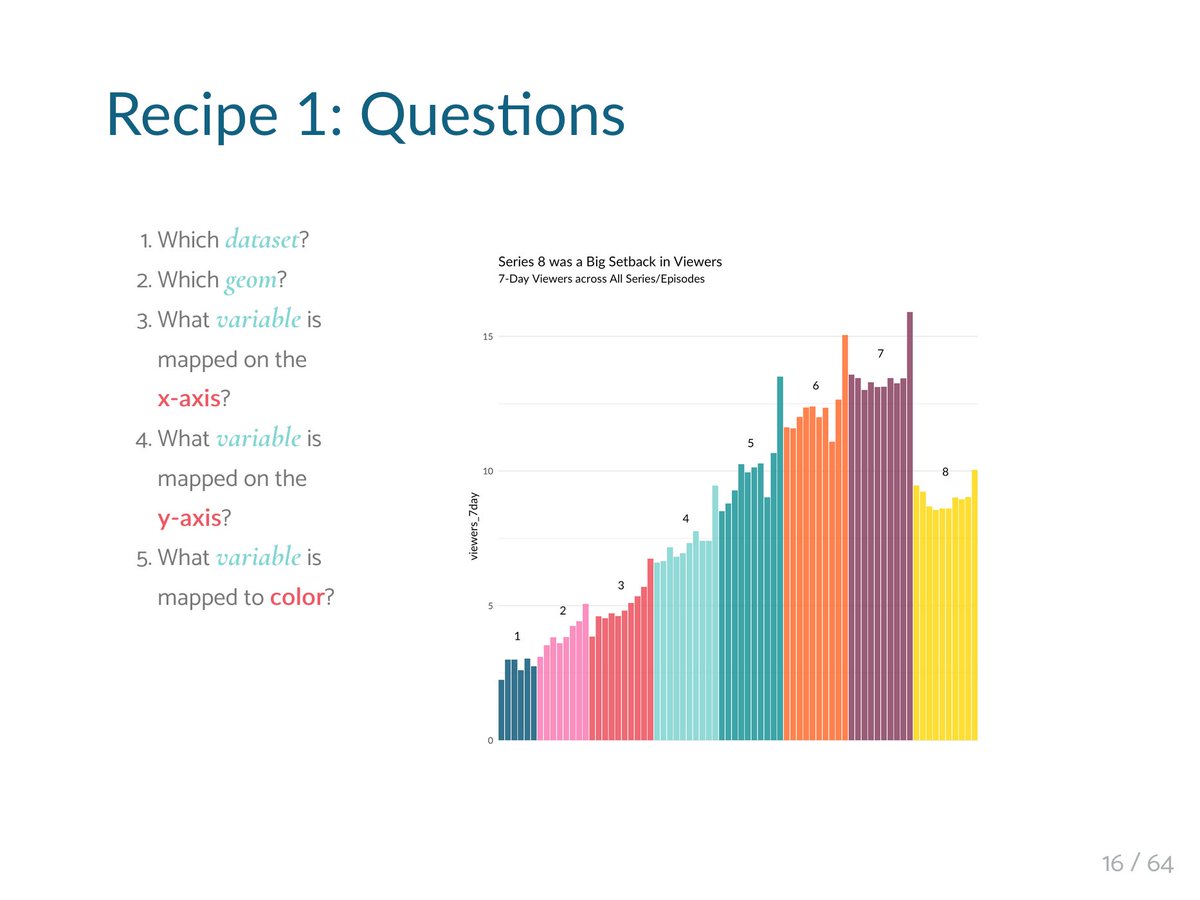 Recipe 1: Questions
1. Which dataset?
2. Which geom?
3. What variable is
mapped on the
x-axis?
4. What variable is
mapped on the
y-axis?
5. What variable is
mapped to color?
Series 8 was a Big Setback in Viewers
7-Day Viewers across All Series/Episodes
viewers_7day
15
10
5
0
1
2
3
4
5
6
7
8
16 / 64